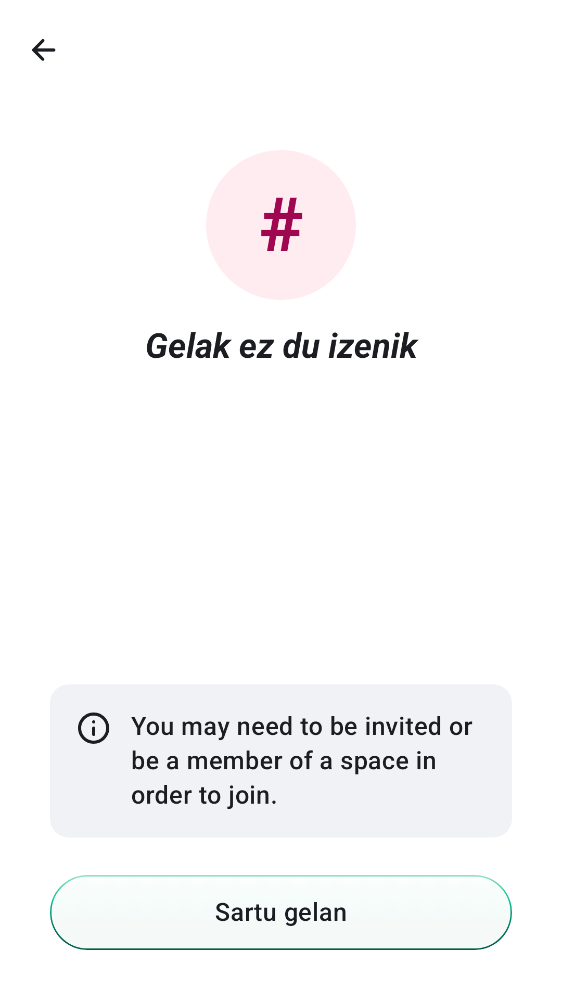 #
Gelak ez du izenik
You may need to be invited or
be a member of a space in
order to join.
Sartu gelan